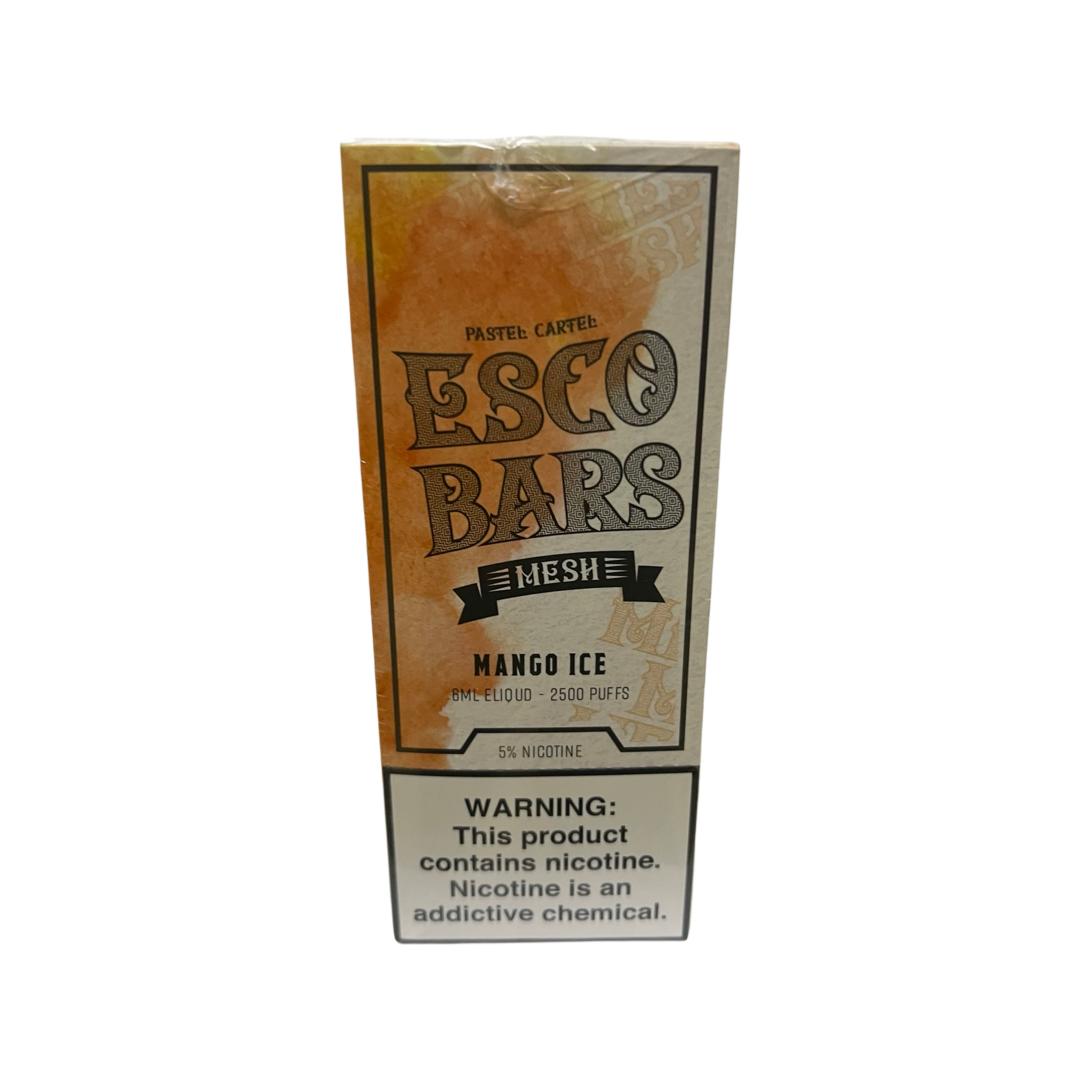 PASTEL CARTEL
ESCO
BARS
MESH
MANGO ICE
6ML ELIQUD - 2500 PUFFS
5% NICOTINE
WARNING:
This product
contains nicotine.
Nicotine is an
addictive chemical.